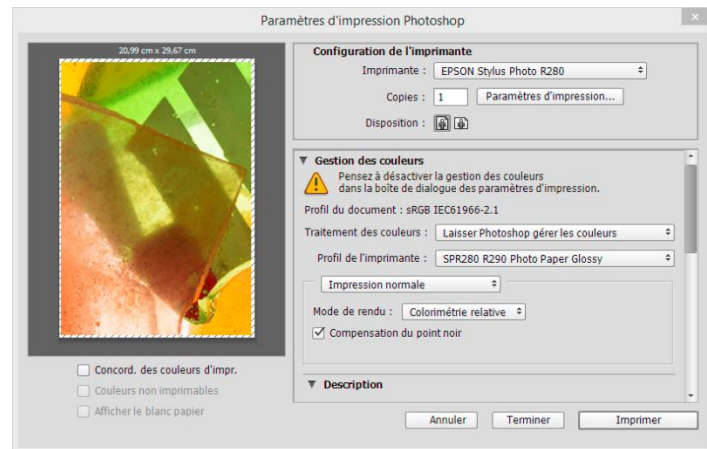 Paramètres d'impression Photoshop
20,99 cm x 29,67 cm
Concord. des couleurs d'impr.
Couleurs non imprimables
Afficher le blanc papier
Configuration de l'imprimante
Imprimante : EPSON Stylus Photo R280
Copies : 1 Paramètres d'impression...
Disposition :
Gestion des couleurs
Pensez à désactiver la gestion des couleurs
dans la boîte de dialogue des paramètres d'impression.
Profil du document : sRGB IEC61966-2.1
Traitement des couleurs : Laisser Photoshop gérer les couleurs
Profil de l'imprimante : SPR280 R290 Photo Paper Glossy
Impression normale
Mode de rendu : Colorimétrie relative
Compensation du point noir
Description
Annuler Terminer Imprimer